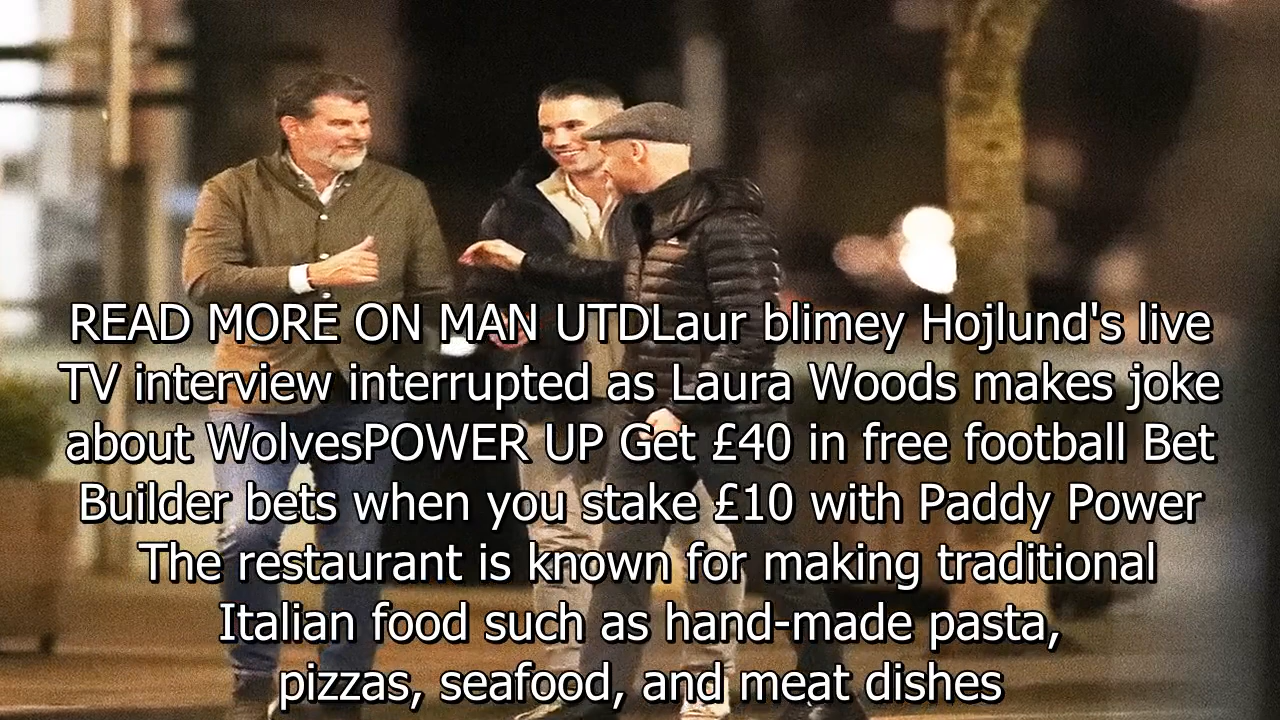 READ MORE ON MAN UTDLaur blimey Hojlund's live
TV interview interrupted as Laura Woods makes joke
about WolvesPOWER UP Get £40 in free football Bet
Builder bets when you stake £10 with Paddy Power
The restaurant is known for making traditional
Italian food such as hand-made pasta,
pizzas, seafood, and meat dishes